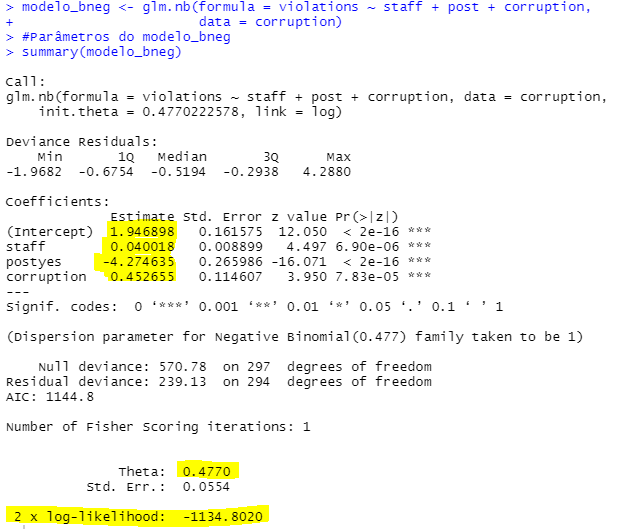 > modelo_bneg <- glm.nb(formula = violations ~ staff + post + corruption,
+                       data = corruption)
> #Parâmetros do modelo_bneg
> summary(modelo_bneg)

Call:
glm.nb(formula = violations ~ staff + post + corruption, data = corruption,
    init.theta = 0.4770222578, link = log)

Deviance Residuals:
    Min       1Q   Median       3Q      Max
-1.9682  -0.6754  -0.5194  -0.2938   4.2880

Coefficients:
             Estimate Std. Error z value Pr(>|z|)
(Intercept)  1.946898   0.161575  12.050  < 2e-16 ***
staff        0.040018   0.008899   4.497 6.90e-06 ***
postyes     -4.274635   0.265986 -16.071  < 2e-16 ***
corruption   0.452655   0.114607   3.950 7.83e-05 ***
---
Signif. codes:  0 ‘***’ 0.001 ‘**’ 0.01 ‘*’ 0.05 ‘.’ 0.1 ‘ ’ 1

(Dispersion parameter for Negative Binomial(0.477) family taken to be 1)

    Null deviance: 570.78  on 297  degrees of freedom
Residual deviance: 239.13  on 294  degrees of freedom
AIC: 1144.8

Number of Fisher Scoring iterations: 1


              Theta:  0.4770
          Std. Err.:  0.0554

 2 x log-likelihood:  -1134.8020